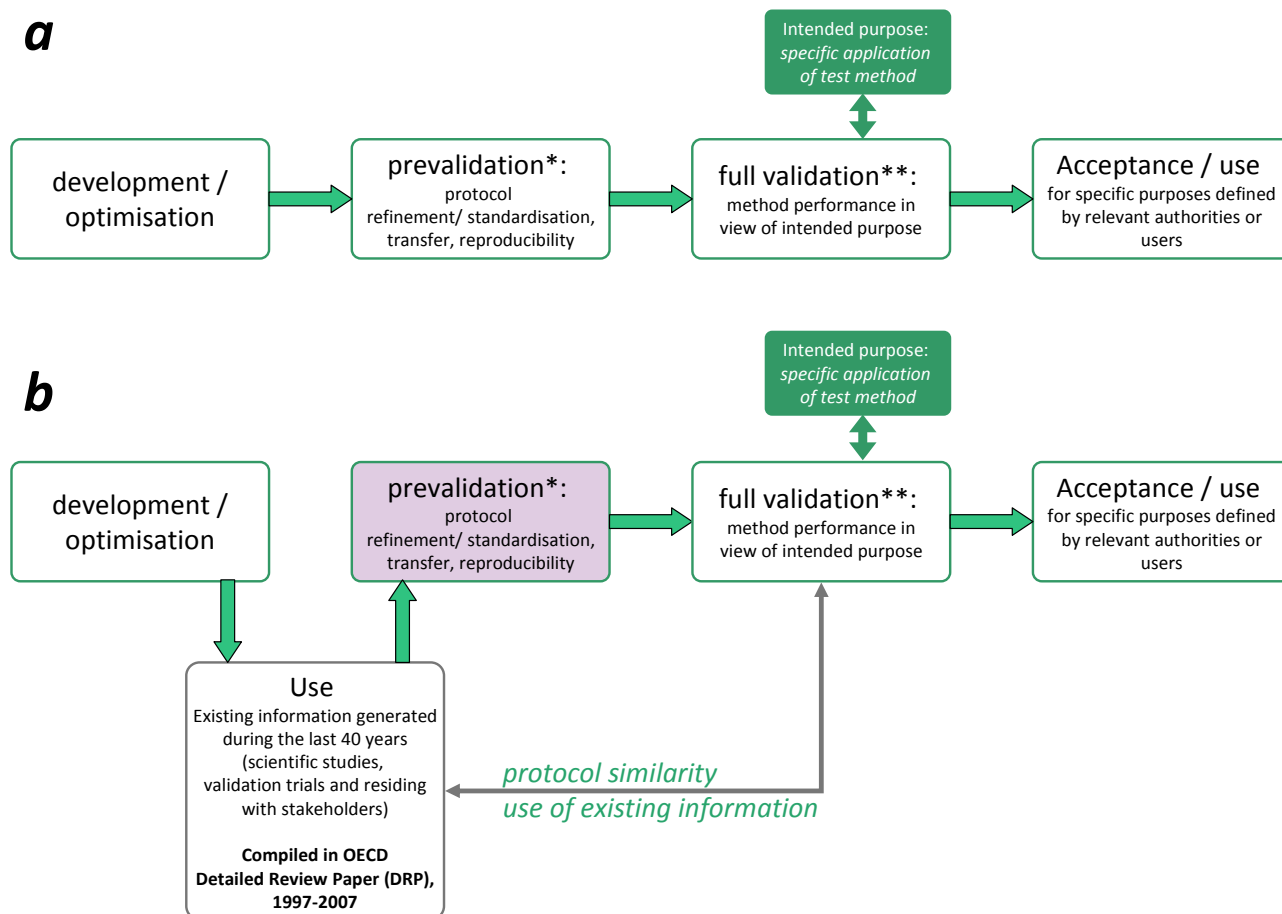 a
Intended purpose:
specific application
of test method
development /
optimisation
prevalidation*:
protocol
refinement/ standardisation,
transfer, reproducibility
full validation**:
method performance in
view of intended purpose
Acceptance / use
for specific purposes defined
by relevant authorities or
users
b
Intended purpose:
specific application
of test method
development /
optimisation
prevalidation*:
protocol
refinement/ standardisation,
transfer, reproducibility
full validation**:
method performance in
view of intended purpose
Acceptance / use
for specific purposes defined
by relevant authorities or
users
Use
Existing information generated
during the last 40 years
(scientific studies,
validation trials and residing
with stakeholders)
Compiled in OECD
Detailed Review Paper (DRP),
1997-2007
protocol similarity
use of existing information